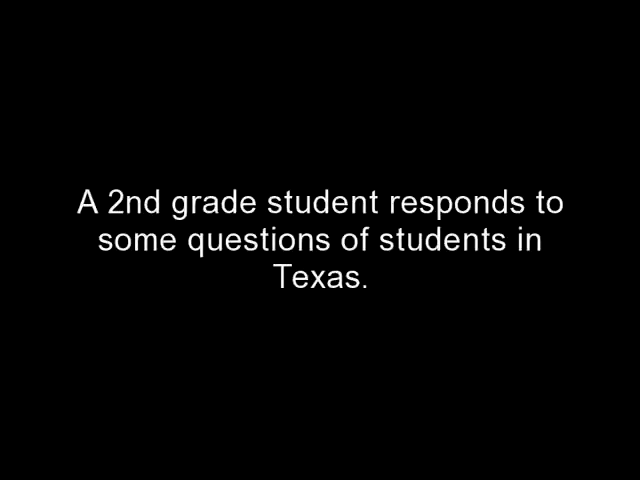 A 2nd grade student responds to
some questions of students in
Texas.